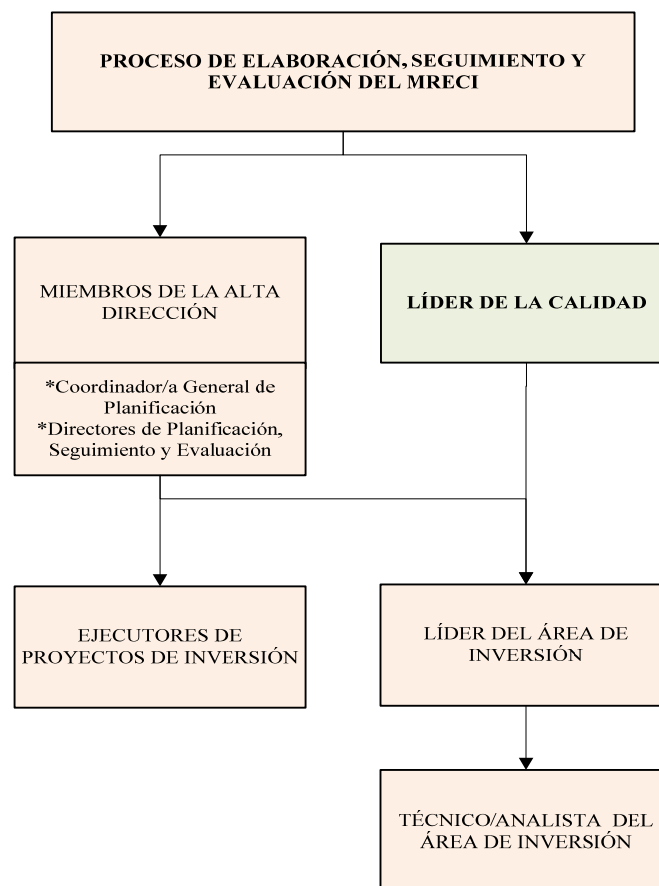 PROCESO DE ELABORACIÓN, SEGUIMIENTO Y
EVALUACIÓN DEL MRECI
MIEMBROS DE LA ALTA
DIRECCIÓN
LÍDER DE LA CALIDAD
*Coordinador/a General de
Planificación
*Directores de Planificación,
Seguimiento y Evaluación
EJECUTORES DE
PROYECTOS DE INVERSIÓN
LÍDER DEL ÁREA DE
INVERSIÓN
TÉCNICO/ANALISTA DEL
ÁREA DE INVERSIÓN